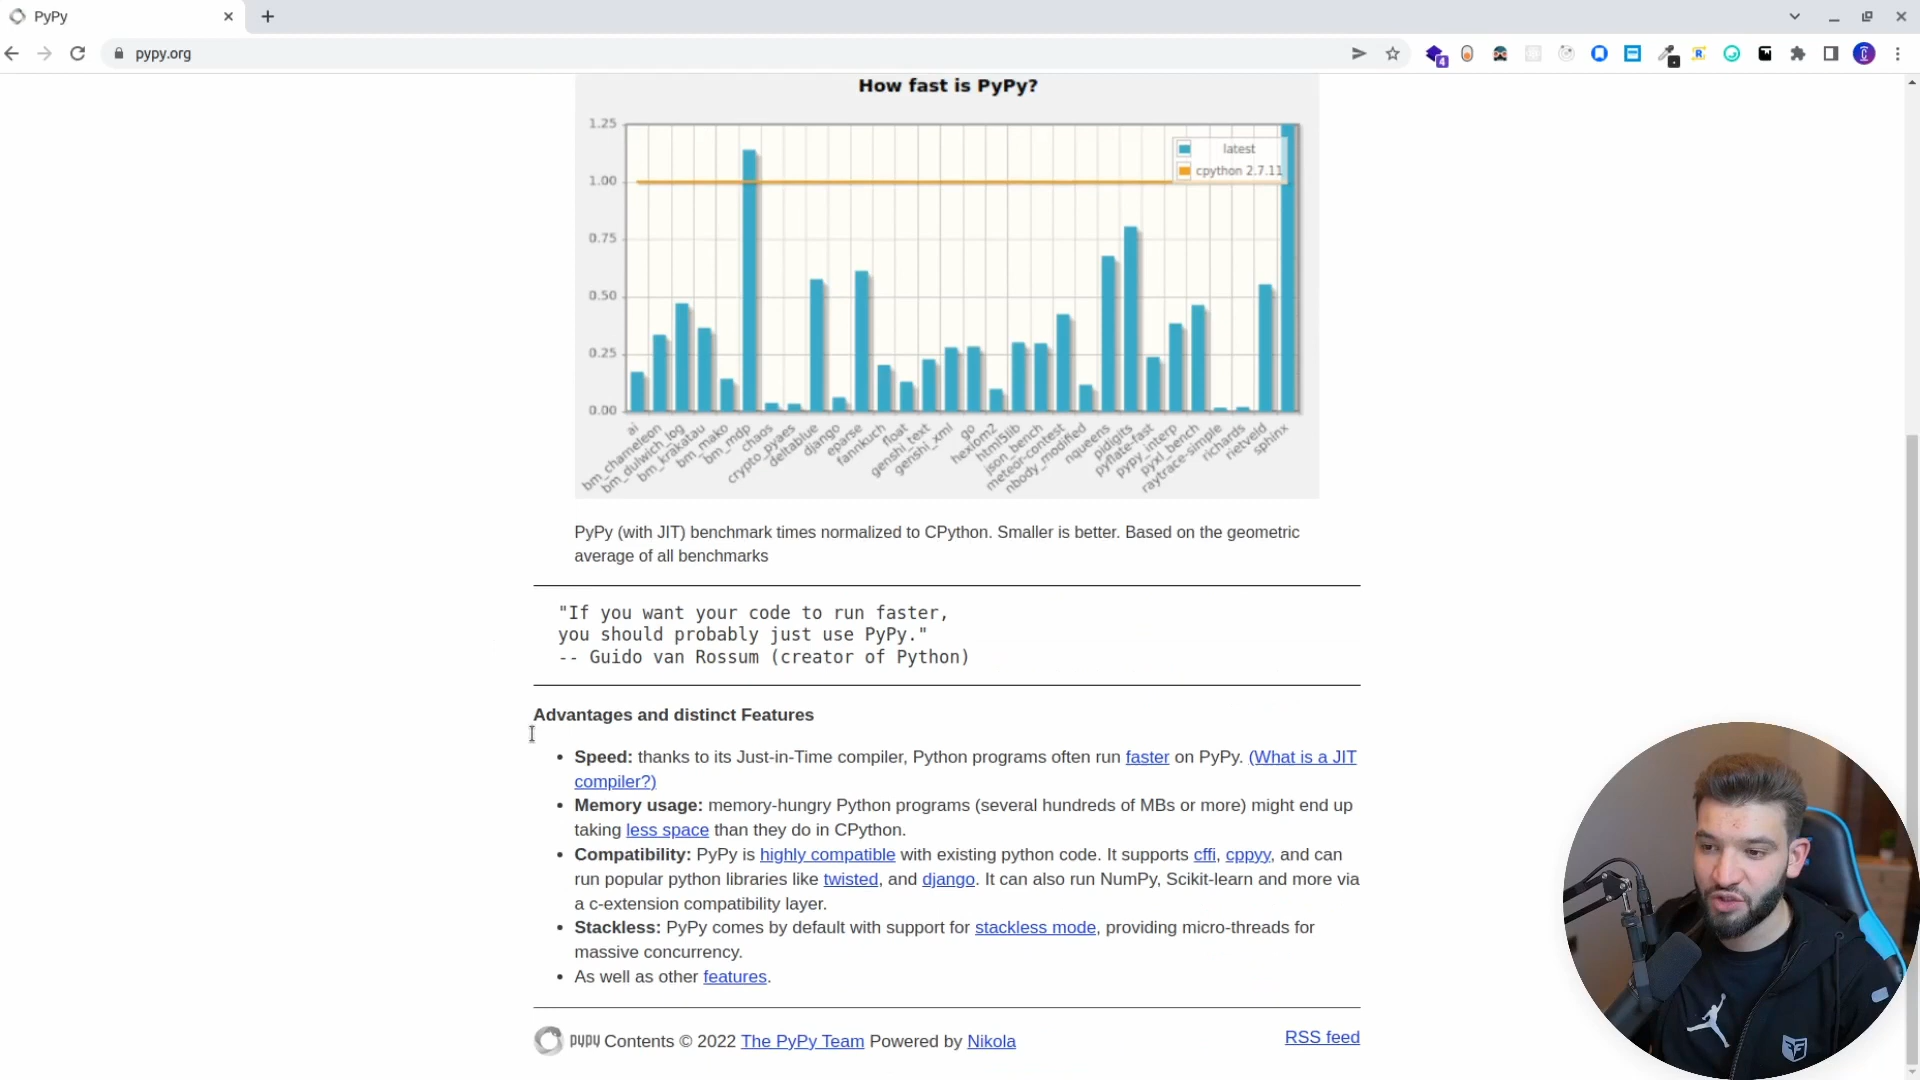 PyPy
pypy.org
4
How fast is PyPy?
1.25
latest
cpython 2.7.11
1.00
0.75
0.50
0.25
0.00
ai
bm_chameleon
bm_dulwich_log
bm_krakatau
bm_mako
bm_mdp
chaos
crypto_pyaes
deltablue
django
eparse
fannkuch
float
genshi_text
genshi_xml
go
hexiom2
html5lib
json_bench
meteor-contest
nbody_modified
nqueens
pidigits
pyflate-fast
pypy_interp
pyxl_bench
raytrace-simple
richards
rietveld
sphinx
PyPy (with JIT) benchmark times normalized to CPython. Smaller is better. Based on the geometric
average of all benchmarks
"If you want your code to run faster,
you should probably just use PyPy."
-- Guido van Rossum (creator of Python)
Advantages and distinct Features
• Speed: thanks to its Just-in-Time compiler, Python programs often run faster on PyPy. (What is a JIT
compiler?)
• Memory usage: memory-hungry Python programs (several hundreds of MBs or more) might end up
taking less space than they do in CPython.
• Compatibility: PyPy is highly compatible with existing python code. It supports cffi, cppyy, and can
run popular python libraries like twisted, and django. It can also run NumPy, Scikit-learn and more via
a c-extension compatibility layer.
• Stackless: PyPy comes by default with support for stackless mode, providing micro-threads for
massive concurrency.
• As well as other features.
pypy Contents © 2022 The PyPy Team Powered by Nikola
RSS feed